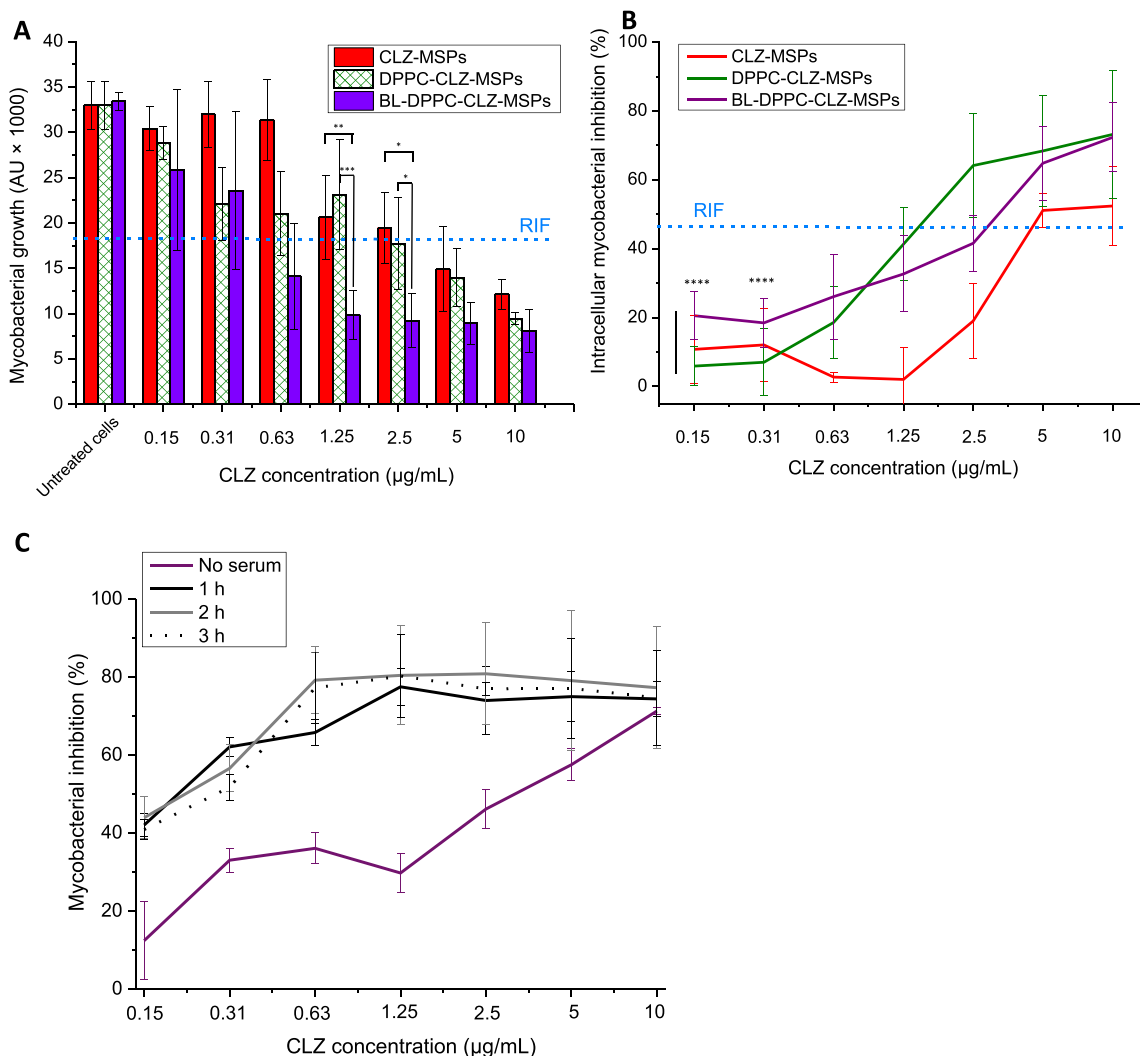 A
Mycobacterial growth (AU × 1000)
40
35
30
25
20
15
10
5
0
CLZ-MSPs
DPPC-CLZ-MSPs
BL-DPPC-CLZ-MSPs
**
***
*
*
RIF
Untreated cells
0.15
0.31
0.63
1.25
2.5
5
10
CLZ concentration (µg/mL)
B
Intracellular mycobacterial inhibition (%)
100
80
60
40
20
0
CLZ-MSPs
DPPC-CLZ-MSPs
BL-DPPC-CLZ-MSPs
RIF
****
****
0.15
0.31
0.63
1.25
2.5
5
10
CLZ concentration (µg/mL)
C
No serum
1 h
2 h
3 h
Mycobacterial inhibition (%)
100
80
60
40
20
0
0.15
0.31
0.63
1.25
2.5
5
10
CLZ concentration (µg/mL)